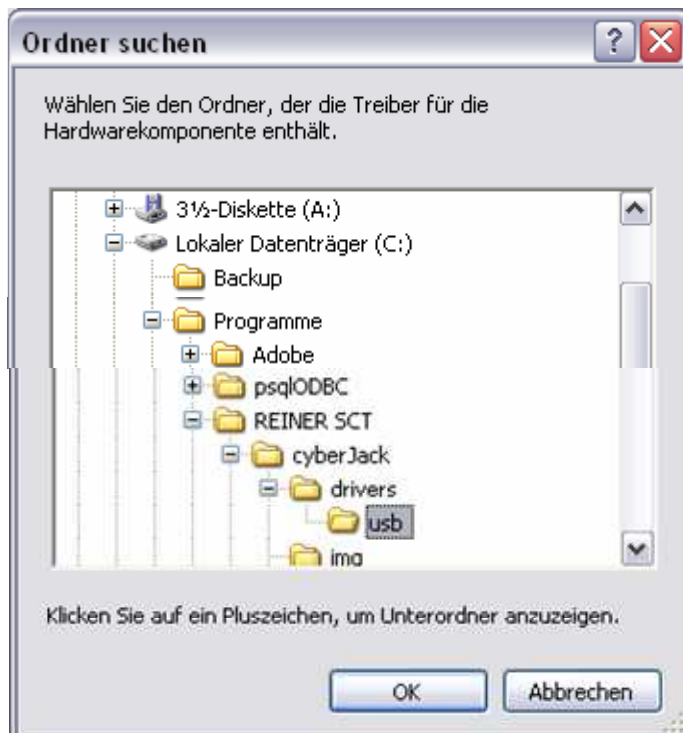 Ordner suchen
Wählen Sie den Ordner, der die Treiber für die
Hardwarekomponente enthält.
3½-Diskette (A:)
Lokaler Datenträger (C:)
Backup
Programme
Adobe
psqlODBC
REINER SCT
cyberJack
drivers
usb
img
Klicken Sie auf ein Pluszeichen, um Unterordner anzuzeigen.
OK
Abbrechen